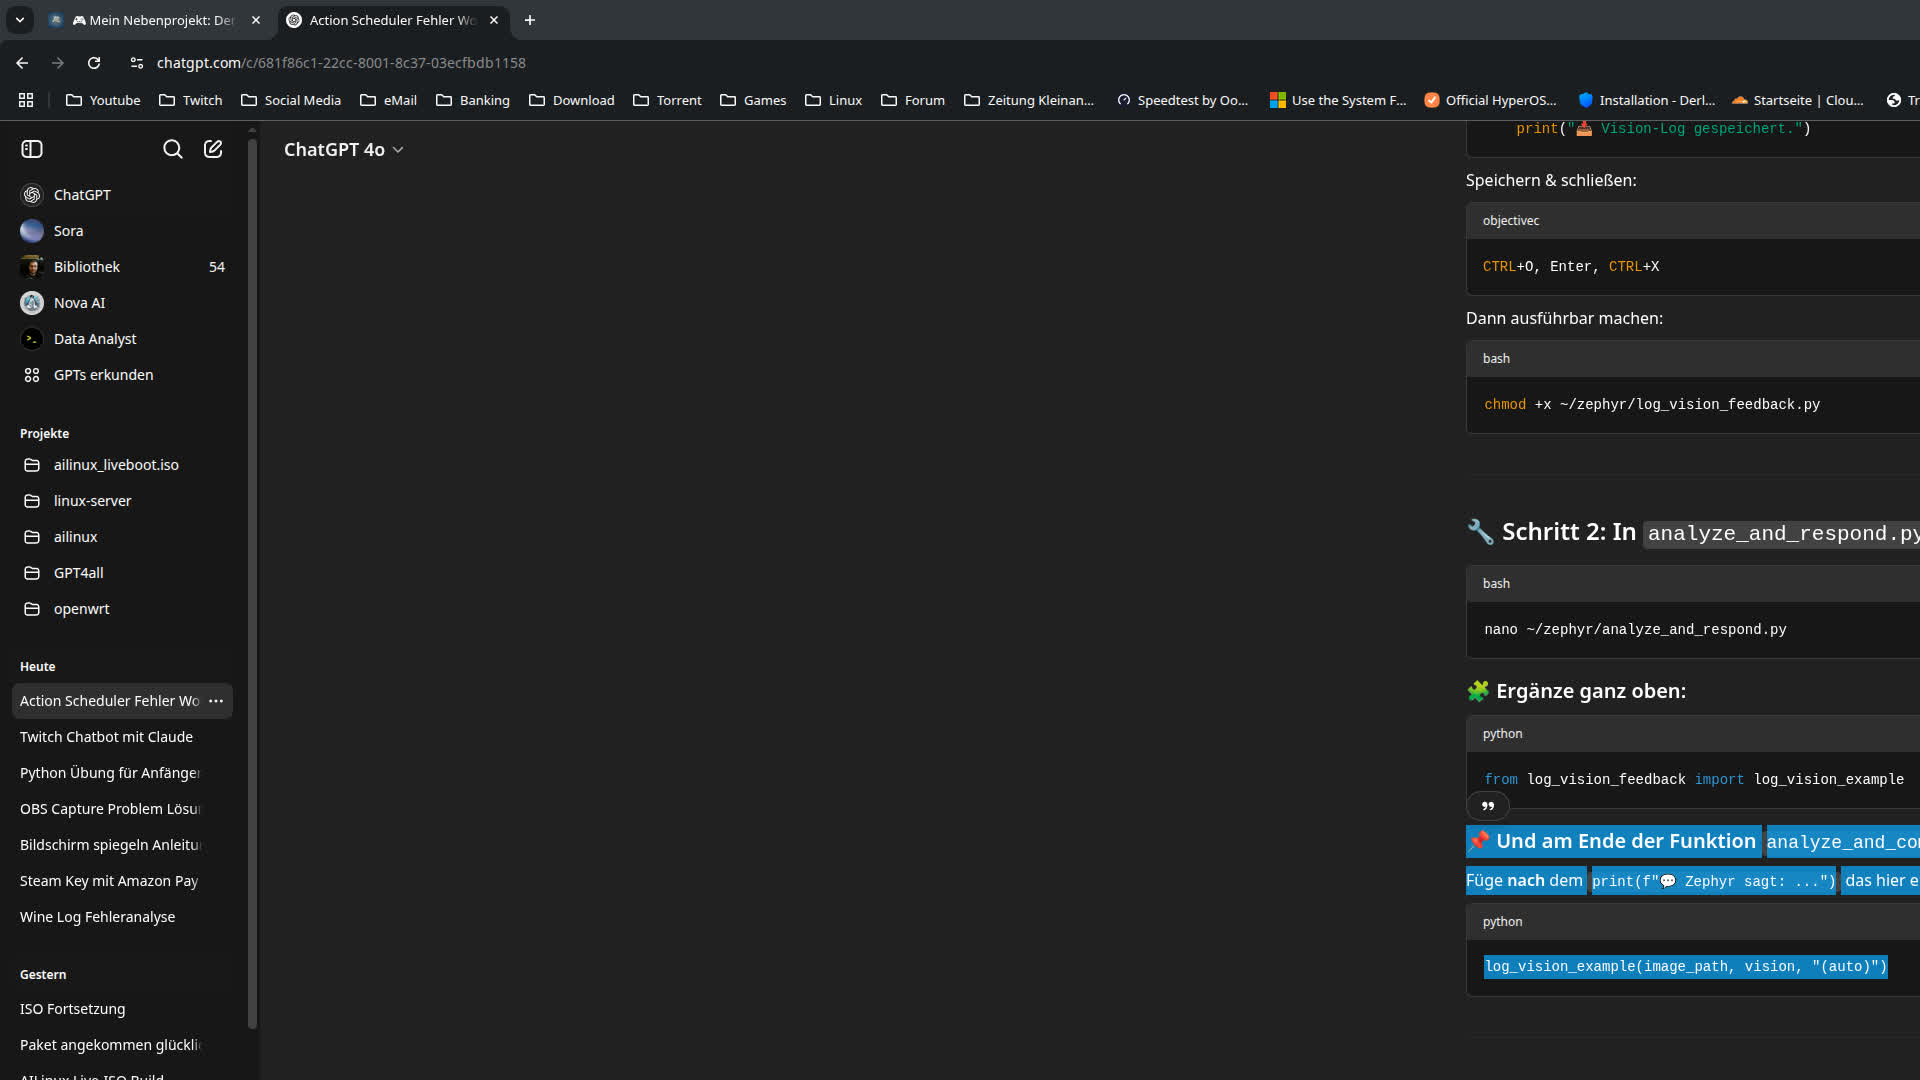 🎮 Mein Nebenprojekt: Der
Action Scheduler Fehler Wo
chatgpt.com/c/681f86c1-22cc-8001-8c37-03ecfbdb1158
Youtube
Twitch
Social Media
eMail
Banking
Download
Torrent
Games
Linux
Forum
Zeitung Kleinan...
Speedtest by Oo...
Use the System F...
Official HyperOS...
Installation - Derl...
Startseite | Clou...
Tr
ChatGPT
Sora
Bibliothek 54
Nova AI
Data Analyst
GPTs erkunden
Projekte
ailinux_liveboot.iso
linux-server
ailinux
GPT4all
openwrt
Heute
Action Scheduler Fehler Wo
Twitch Chatbot mit Claude
Python Übung für Anfänger
OBS Capture Problem Lösu
Bildschirm spiegeln Anleitu
Steam Key mit Amazon Pay
Wine Log Fehleranalyse
Gestern
ISO Fortsetzung
Paket angekommen glückli
AILinux Live ISO Build
ChatGPT 4o
print("📥 Vision-Log gespeichert.")
Speichern & schließen:
objectivec
CTRL+O, Enter, CTRL+X
Dann ausführbar machen:
bash
chmod +x ~/zephyr/log_vision_feedback.py
🔧 Schritt 2: In analyze_and_respond.py
bash
nano ~/zephyr/analyze_and_respond.py
🧩 Ergänze ganz oben:
python
from log_vision_feedback import log_vision_example
📌 Und am Ende der Funktion analyze_and_co
Füge nach dem print(f"💬 Zephyr sagt: ...") das hier e
python
log_vision_example(image_path, vision, "(auto)")